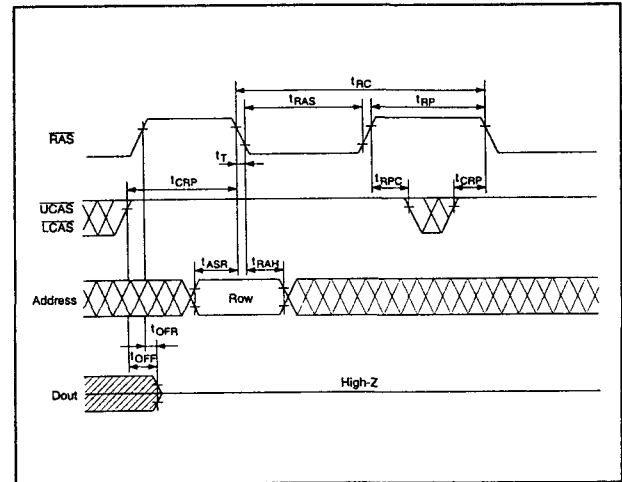 tRC
tRAS
tRP
RAS
tT
tCRP
tRPC
tCRP
UCAS
LCAS
tASR
tRAH
Address
Row
tOFR
tOFF
High-Z
Dout